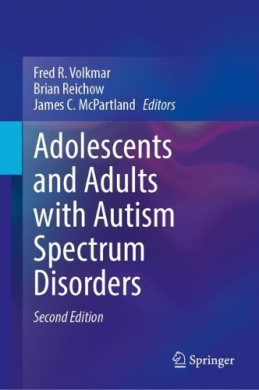 Fred R. Volkmar
Brian Reichow
James C. McPartland Editors
Adolescents
and Adults
with Autism
Spectrum
Disorders
Second Edition
Springer